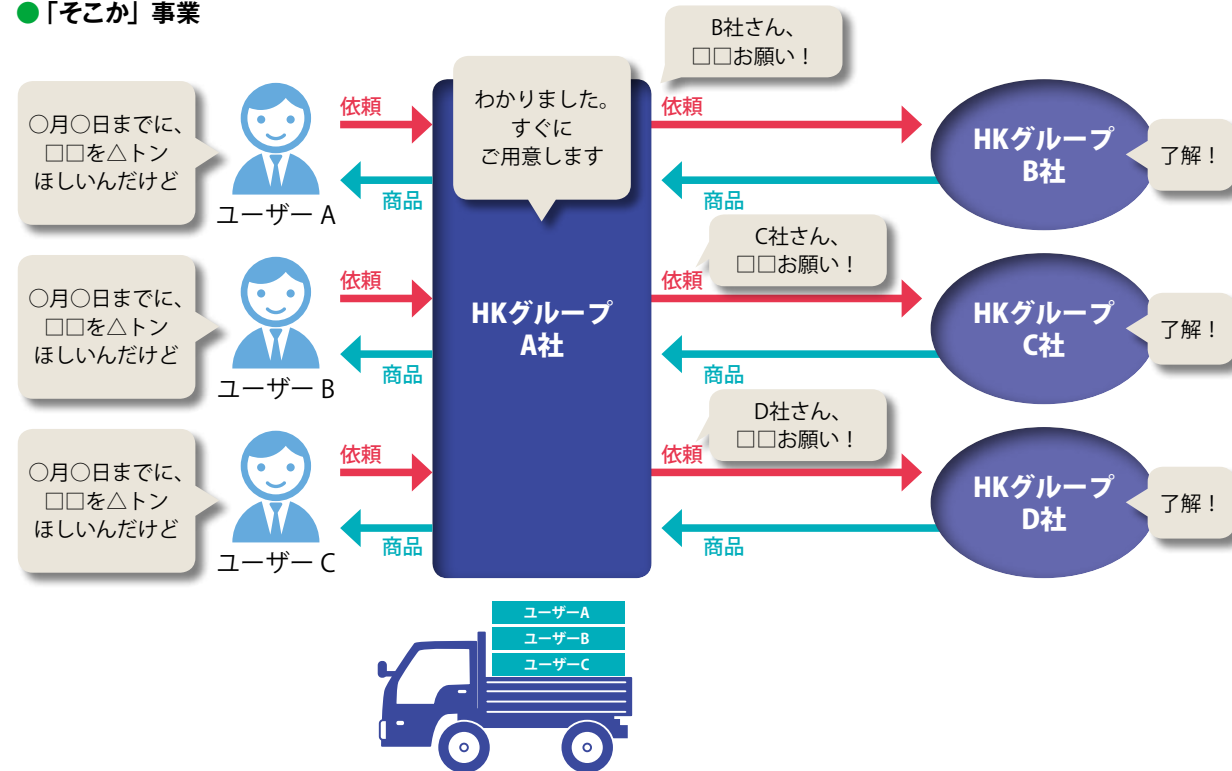 ●「そこか」事業
B社さん、
□□お願い！
○月○日までに、
□□を△トン
ほしいんだけど
ユーザー A
依頼
商品
わかりました。
すぐに
ご用意します
依頼
商品
HKグループ
B社
了解！
C社さん、
□□お願い！
○月○日までに、
□□を△トン
ほしいんだけど
ユーザー B
依頼
商品
HKグループ
A社
依頼
商品
HKグループ
C社
了解！
D社さん、
□□お願い！
○月○日までに、
□□を△トン
ほしいんだけど
ユーザー C
依頼
商品
依頼
商品
HKグループ
D社
了解！
ユーザーA
ユーザーB
ユーザーC